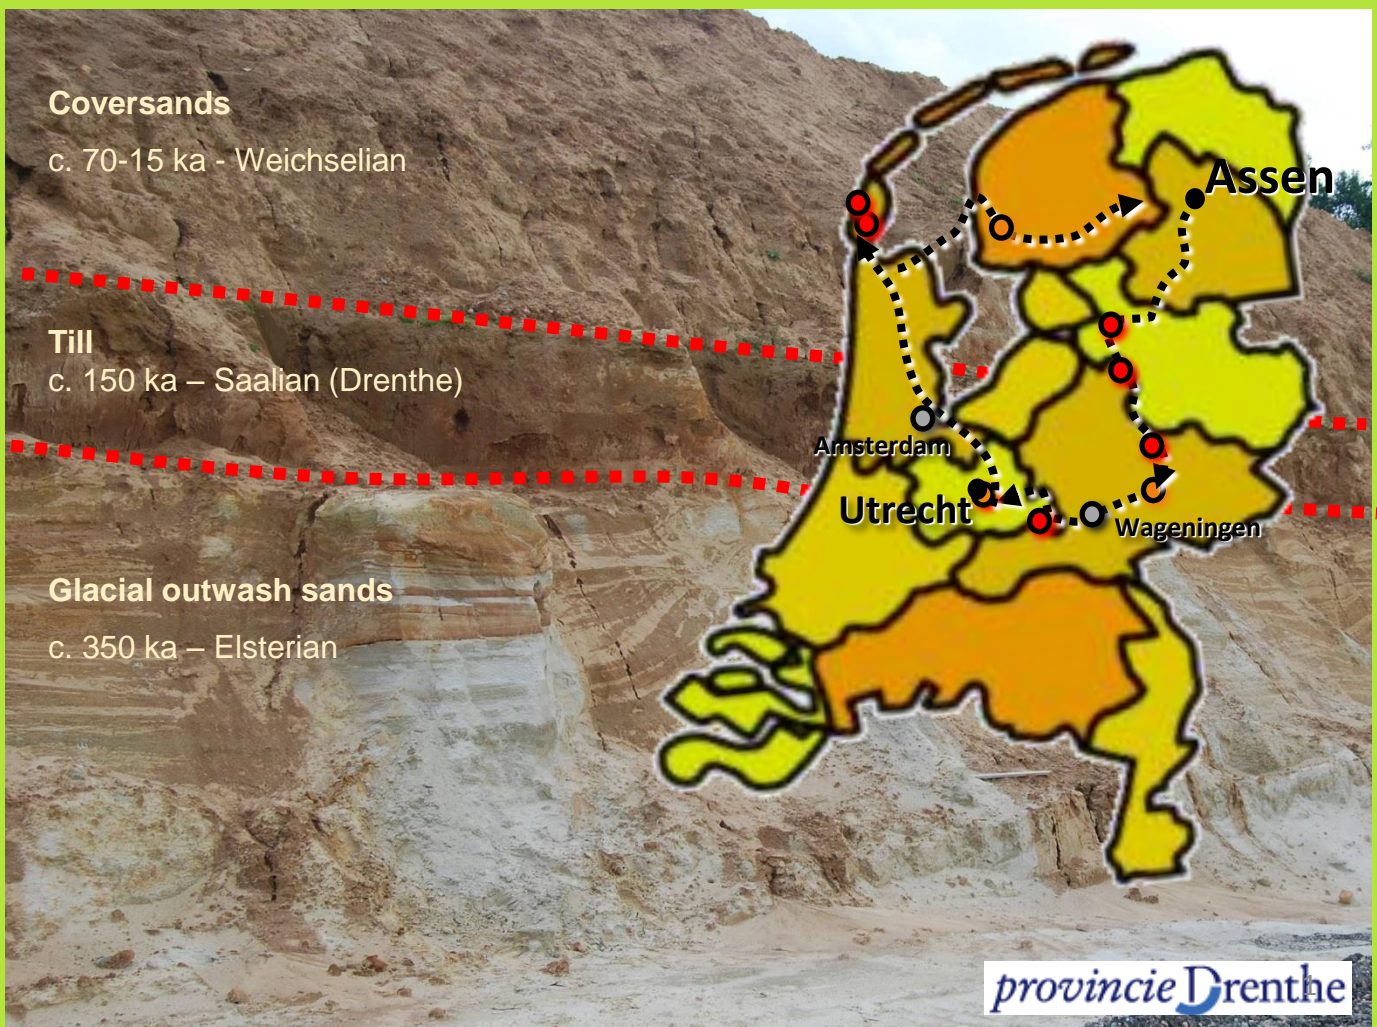 Coversands
c. 70-15 ka - Weichselian
Till
c. 150 ka – Saalian (Drenthe)
Glacial outwash sands
c. 350 ka – Elsterian
Assen
Amsterdam
Utrecht
Wageningen
provincie Drenthe
1